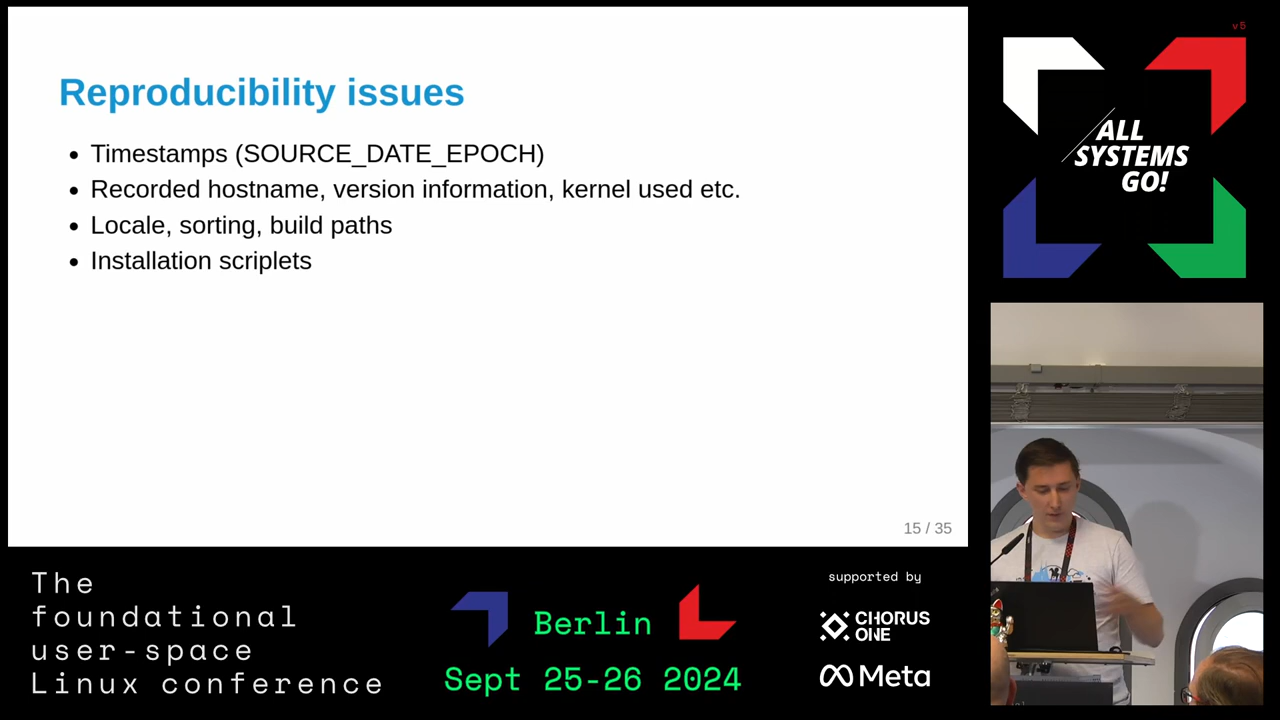 Reproducibility issues
Timestamps (SOURCE_DATE_EPOCH)
Recorded hostname, version information, kernel used etc.
Locale, sorting, build paths
Installation scriplets
15 / 35
v5
ALL
SYSTEMS
GO!
The
foundational
user-space
Linux conference
Berlin
Sept 25-26 2024
supported by
CHORUS
ONE
Meta